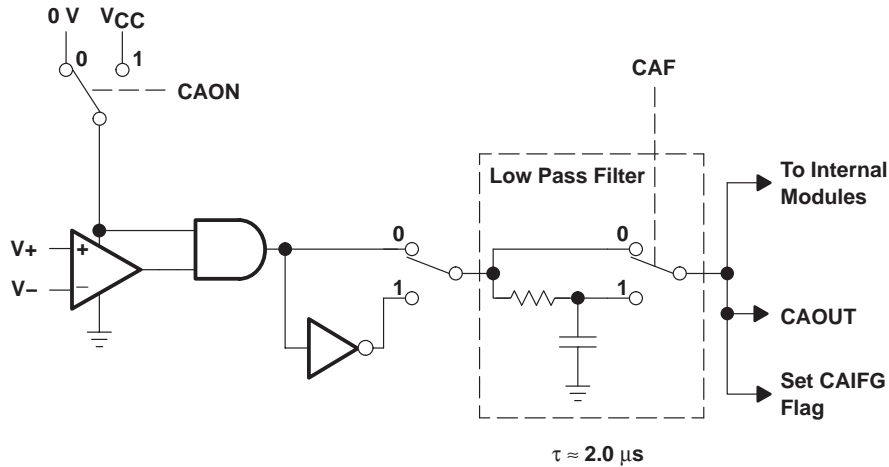 0 V VCC
0 1
CAON
CAF
Low Pass Filter
To Internal
Modules
V+ +
V− −
0 0
1 1
CAOUT
Set CAIFG
Flag
τ ≈ 2.0 μs